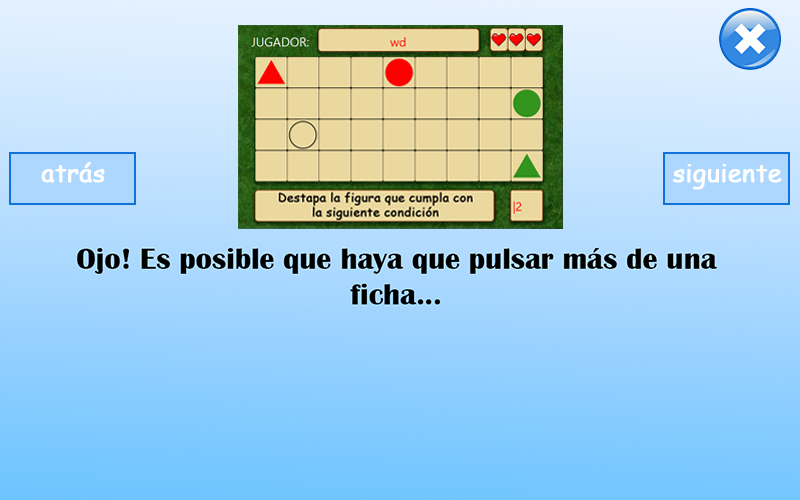 JUGADOR: wd
Destapa la figura que cumpla con
la siguiente condición
|2
atrás
siguiente
Ojo! Es posible que haya que pulsar más de una
ficha...